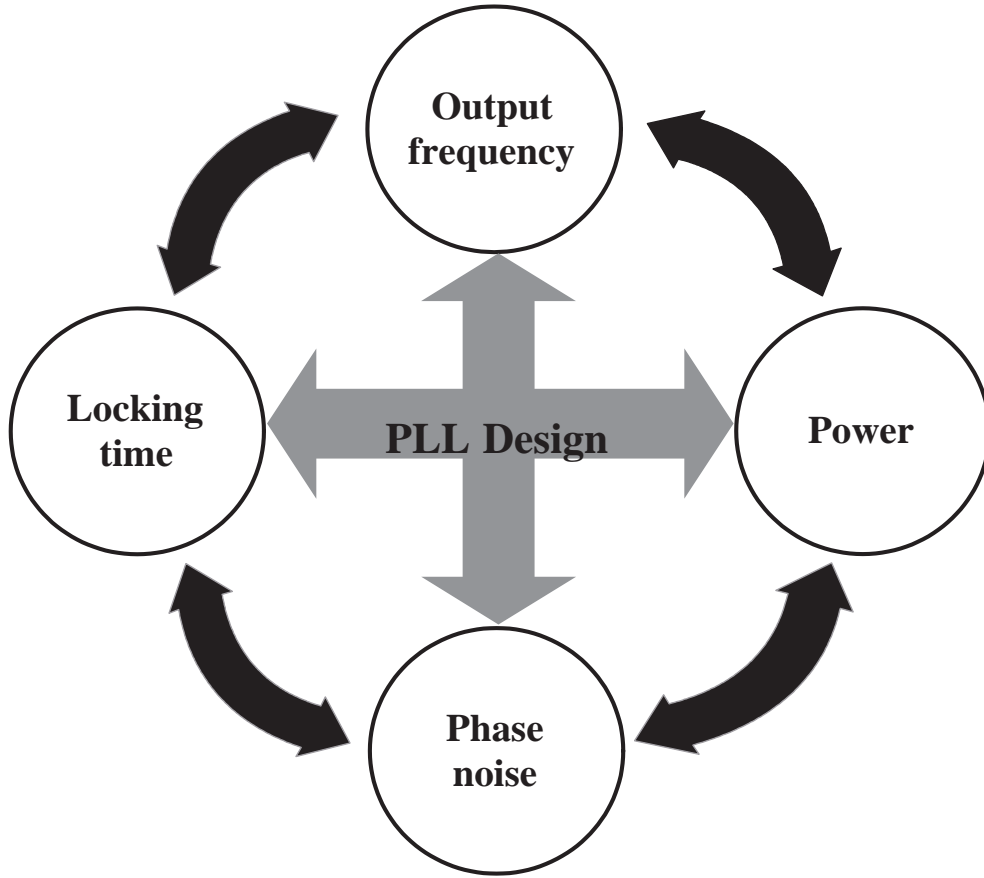 Output
frequency
Locking
time
PLL Design
Power
Phase
noise